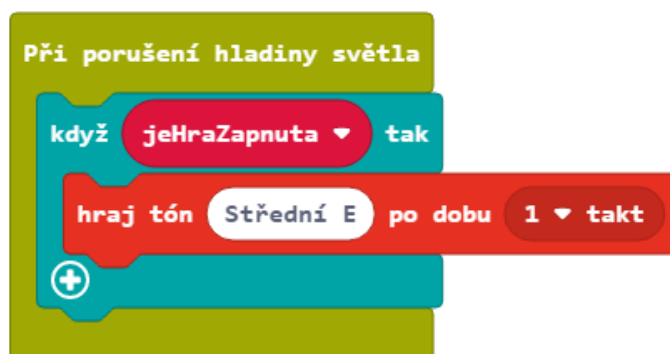 Při porušení hladiny světla
když jeHraZapnuta tak
hraj tón Střední E po dobu 1 takt